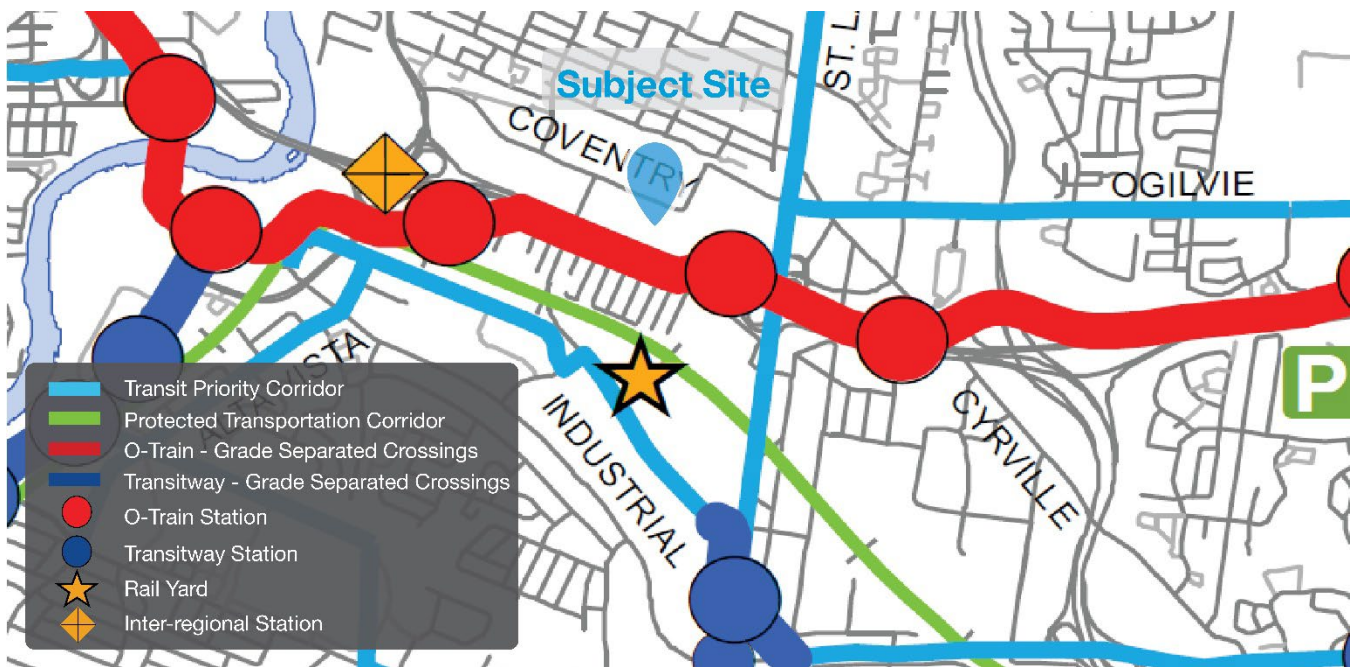 Subject Site
ST. L
COVENTRY
OGILVIE
ALTA VISTA
INDUSTRIAL
CYRVILLE
P
Transit Priority Corridor
Protected Transportation Corridor
O-Train - Grade Separated Crossings
Transitway - Grade Separated Crossings
O-Train Station
Transitway Station
Rail Yard
Inter-regional Station